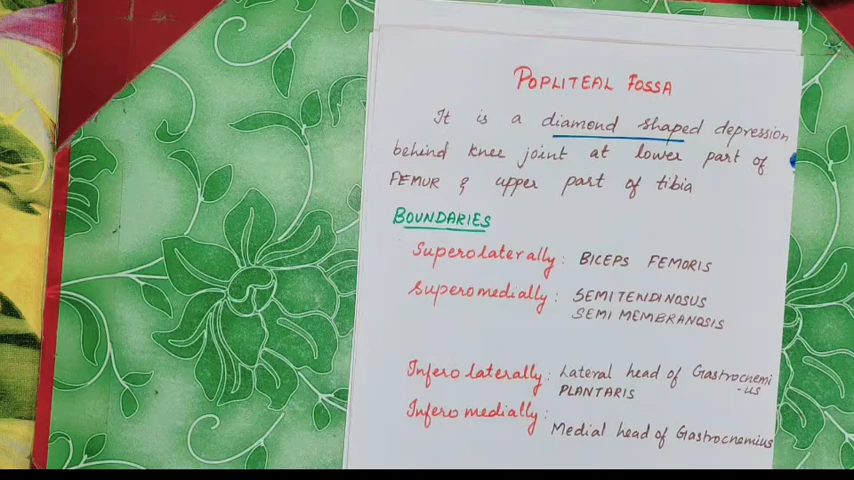 POPLITEAL FOSSA
It is a diamond shaped depression
behind knee joint at lower part of
FEMUR & upper part of tibia
BOUNDARIES
Superolaterally: BICEPS FEMORIS
Superomedially: SEMITENDINOSUS
SEMI MEMBRANOSIS
Infero laterally: Lateral head of Gastrocnemi
-us
PLANTARIS
Infero medially:
Medial head of Gastrocnemius